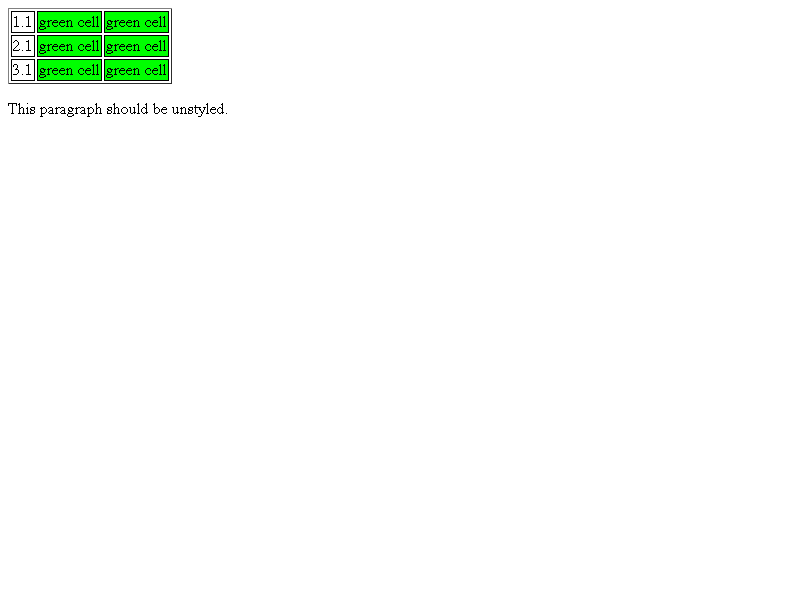 1.1 green cell green cell
2.1 green cell green cell
3.1 green cell green cell
This paragraph should be unstyled.